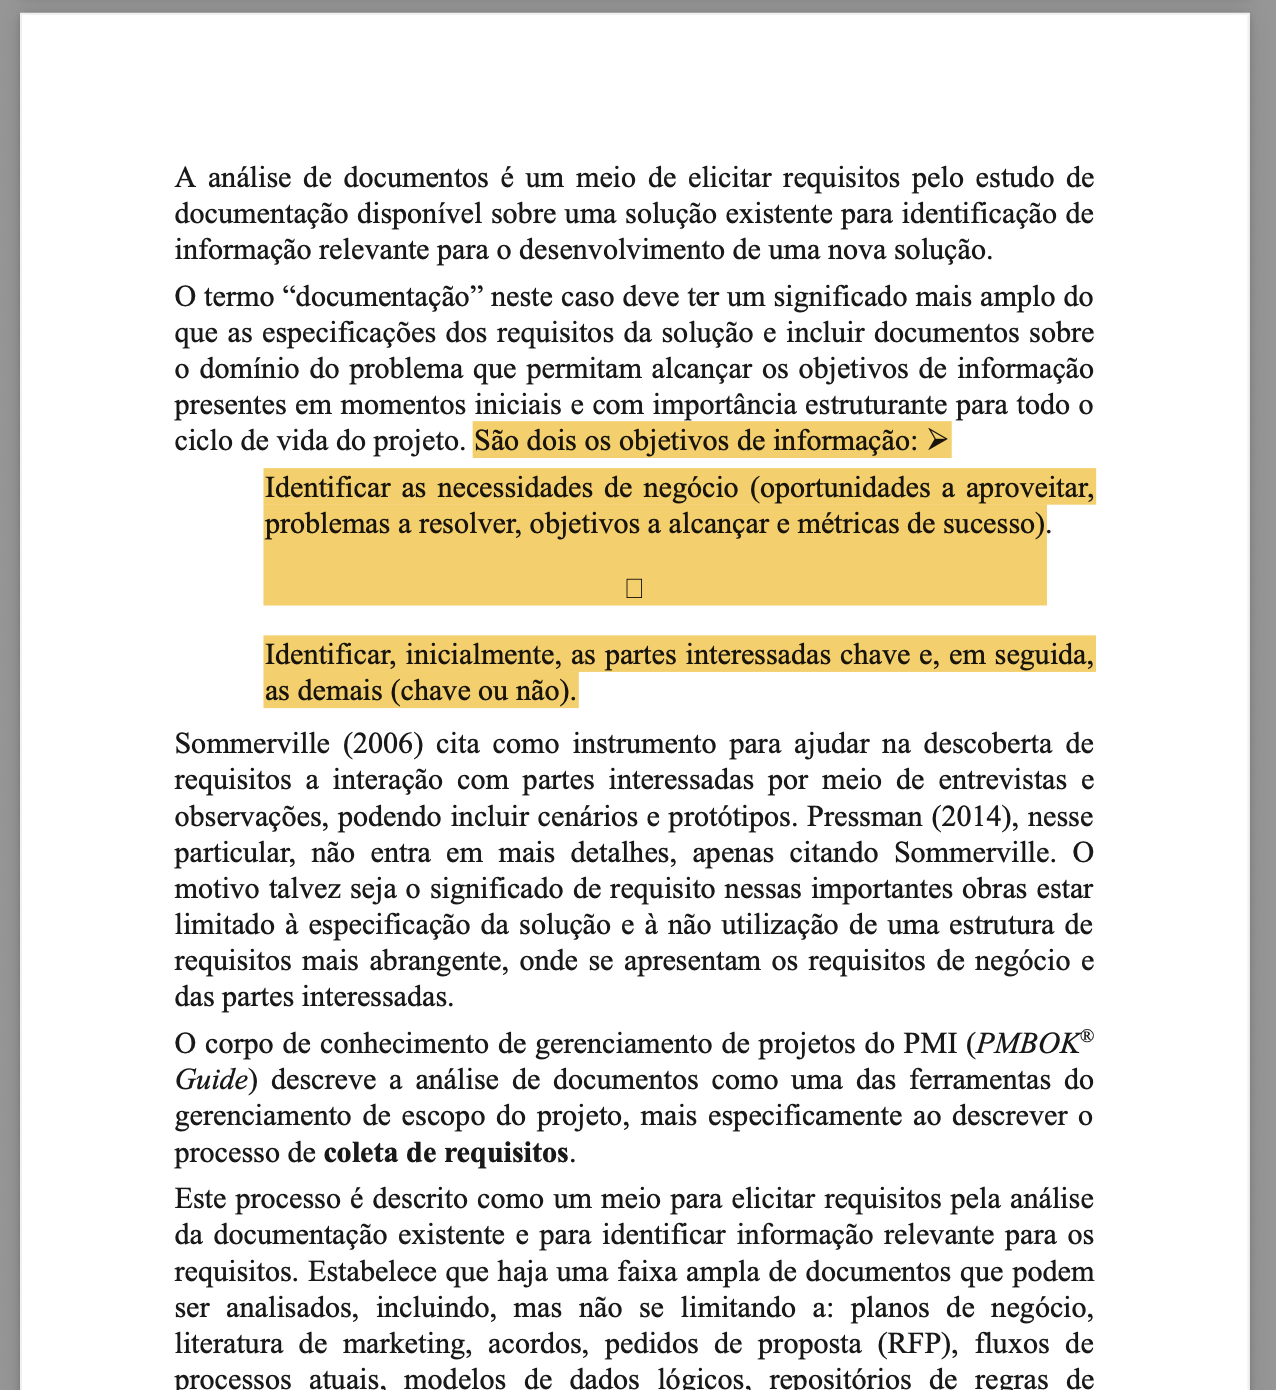 A análise de documentos é um meio de elicitar requisitos pelo estudo de
documentação disponível sobre uma solução existente para identificação de
informação relevante para o desenvolvimento de uma nova solução.
O termo “documentação” neste caso deve ter um significado mais amplo do
que as especificações dos requisitos da solução e incluir documentos sobre
o domínio do problema que permitam alcançar os objetivos de informação
presentes em momentos iniciais e com importância estruturante para todo o
ciclo de vida do projeto. São dois os objetivos de informação: ➢
Identificar as necessidades de negócio (oportunidades a aproveitar,
problemas a resolver, objetivos a alcançar e métricas de sucesso).
Identificar, inicialmente, as partes interessadas chave e, em seguida,
as demais (chave ou não).
Sommerville (2006) cita como instrumento para ajudar na descoberta de
requisitos a interação com partes interessadas por meio de entrevistas e
observações, podendo incluir cenários e protótipos. Pressman (2014), nesse
particular, não entra em mais detalhes, apenas citando Sommerville. O
motivo talvez seja o significado de requisito nessas importantes obras estar
limitado à especificação da solução e à não utilização de uma estrutura de
requisitos mais abrangente, onde se apresentam os requisitos de negócio e
das partes interessadas.
O corpo de conhecimento de gerenciamento de projetos do PMI (PMBOK®
Guide) descreve a análise de documentos como uma das ferramentas do
gerenciamento de escopo do projeto, mais especificamente ao descrever o
processo de coleta de requisitos.
Este processo é descrito como um meio para elicitar requisitos pela análise
da documentação existente e para identificar informação relevante para os
requisitos. Estabelece que haja uma faixa ampla de documentos que podem
ser analisados, incluindo, mas não se limitando a: planos de negócio,
literatura de marketing, acordos, pedidos de proposta (RFP), fluxos de
processos atuais, modelos de dados lógicos, repositórios de regras de